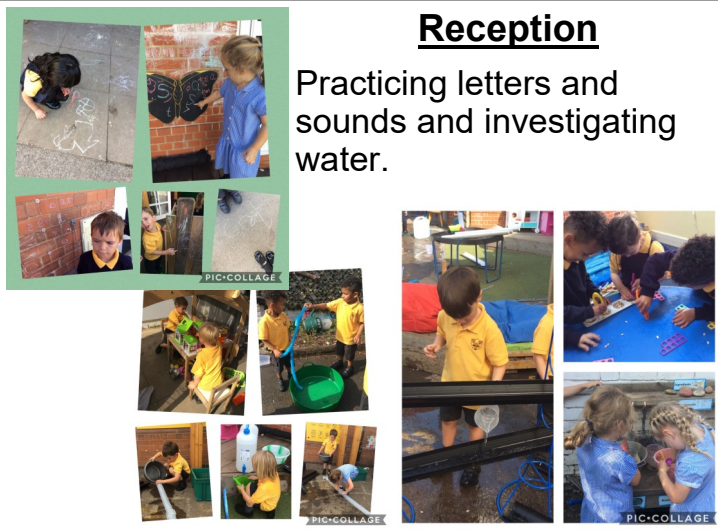 Reception
Practicing letters and
sounds and investigating
water.
PIC•COLLAGE
PIC•COLLAGE
PIC•COLLAGE